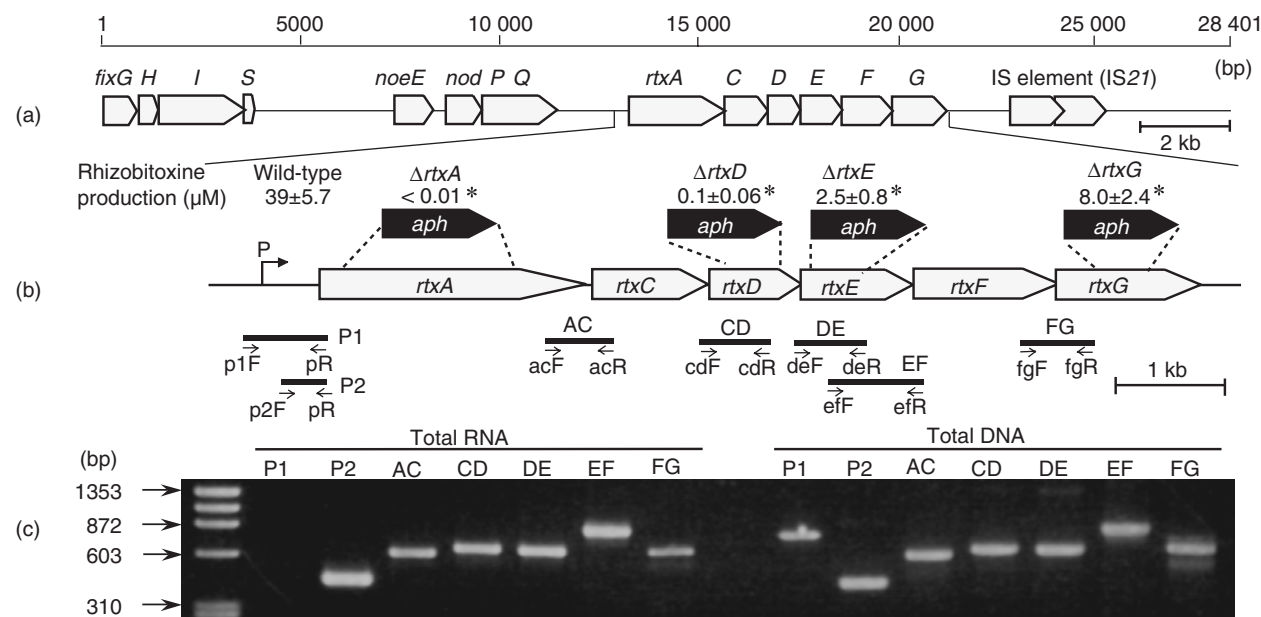 1 5000 10 000 15 000 20 000 25 000 28 401
(bp)
fixG H I S noeE nod P Q rtxA C D E F G IS element (IS21)
(a)
2 kb
Rhizobitoxine
production (µM)
Wild-type
39±5.7
ΔrtxA
< 0.01 *
ΔrtxD
0.1±0.06 *
ΔrtxE
2.5±0.8 *
ΔrtxG
8.0±2.4 *
aph aph aph aph
P
(b)
rtxA rtxC rtxD rtxE rtxF rtxG
P1 AC CD DE FG
p1F pR acF acR cdF cdR deF deR EF fgF fgR
1 kb
P2
p2F pR efF efR
Total RNA Total DNA
(bp)
P1 P2 AC CD DE EF FG P1 P2 AC CD DE EF FG
1353
872
(c)
603
310